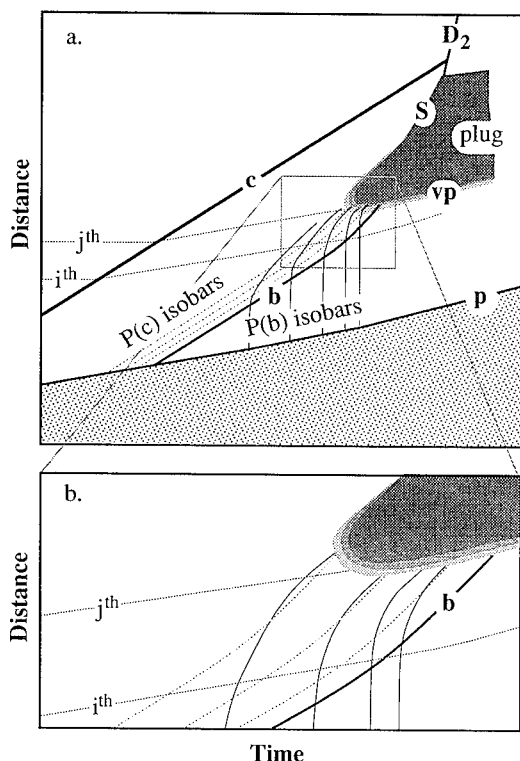 a.
D₂
S
plug
c
vp
Distance
jᵗʰ
iᵗʰ
b
P(c) isobars
P(b) isobars
p
b.
Distance
jᵗʰ
b
iᵗʰ
Time